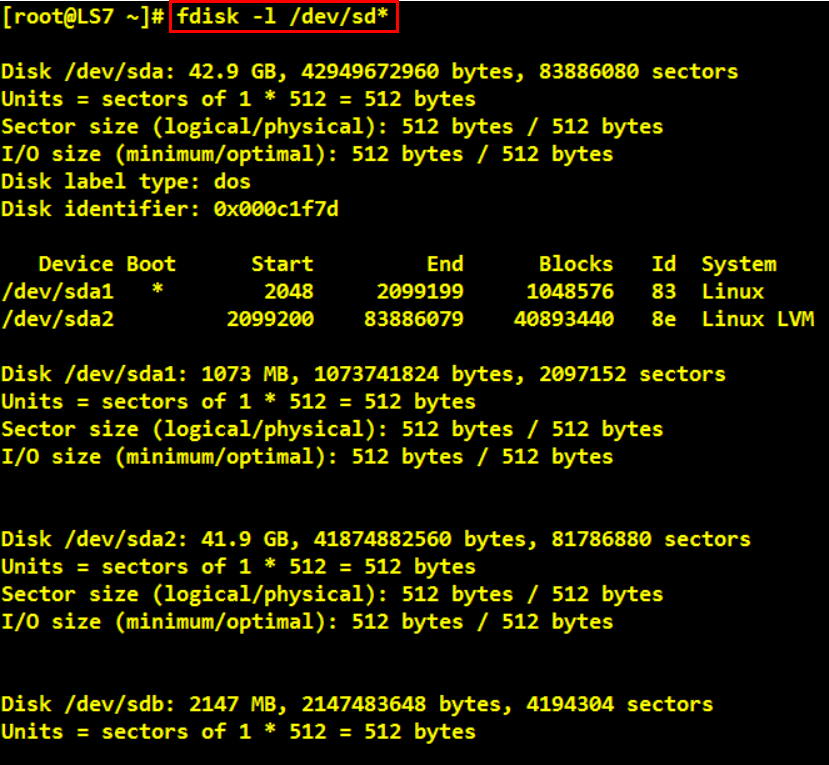 [root@LS7 ~]# fdisk -l /dev/sd*
Disk /dev/sda: 42.9 GB, 42949672960 bytes, 83886080 sectors
Units = sectors of 1 * 512 = 512 bytes
Sector size (logical/physical): 512 bytes / 512 bytes
I/O size (minimum/optimal): 512 bytes / 512 bytes
Disk label type: dos
Disk identifier: 0x000c1f7d
Device Boot Start End Blocks Id System
/dev/sda1 * 2048 2099199 1048576 83 Linux
/dev/sda2 2099200 83886079 40893440 8e Linux LVM
Disk /dev/sda1: 1073 MB, 1073741824 bytes, 2097152 sectors
Units = sectors of 1 * 512 = 512 bytes
Sector size (logical/physical): 512 bytes / 512 bytes
I/O size (minimum/optimal): 512 bytes / 512 bytes
Disk /dev/sda2: 41.9 GB, 41874882560 bytes, 81786880 sectors
Units = sectors of 1 * 512 = 512 bytes
Sector size (logical/physical): 512 bytes / 512 bytes
I/O size (minimum/optimal): 512 bytes / 512 bytes
Disk /dev/sdb: 2147 MB, 2147483648 bytes, 4194304 sectors
Units = sectors of 1 * 512 = 512 bytes